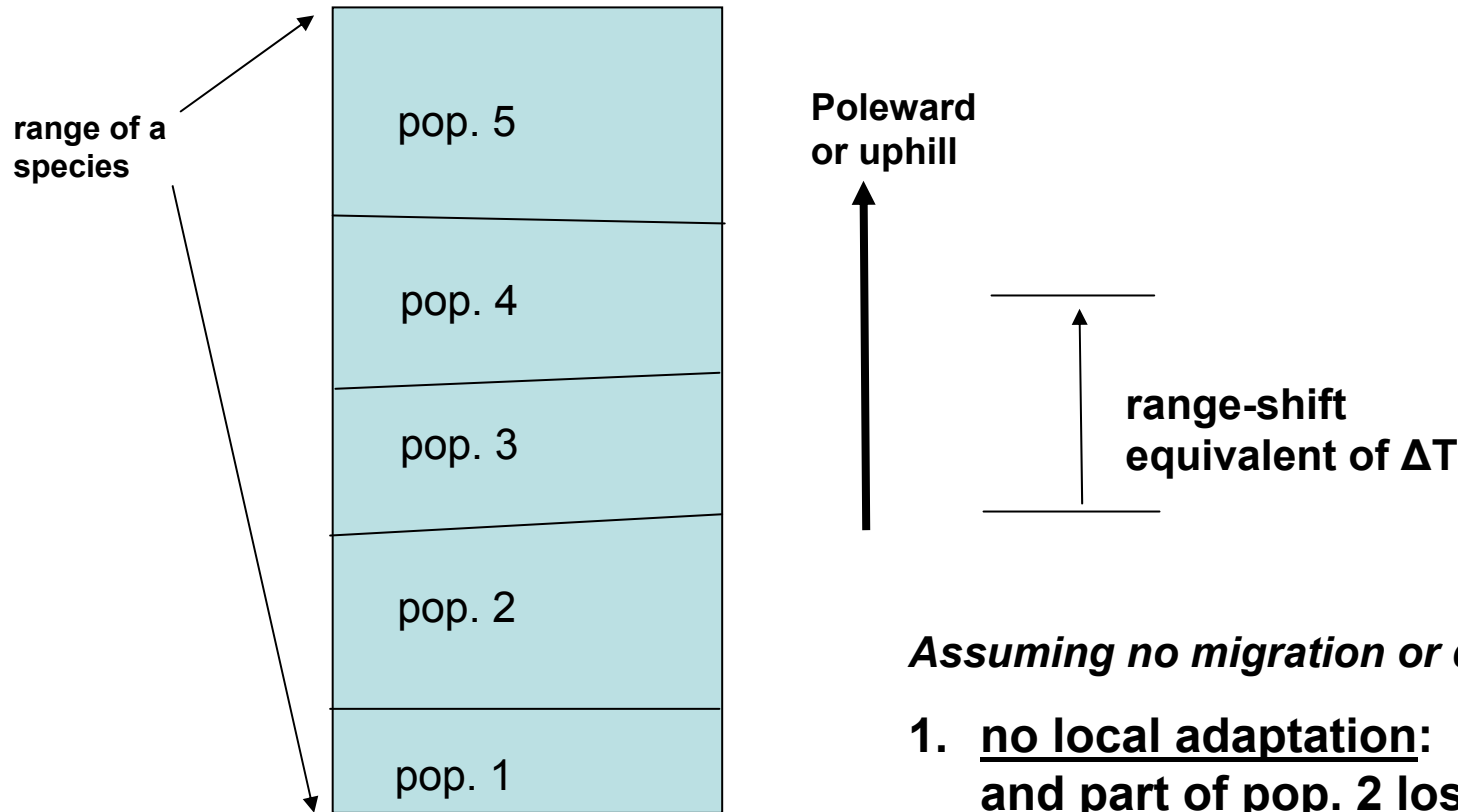 range of a
species
pop. 5
pop. 4
pop. 3
pop. 2
pop. 1
Poleward
or uphill
range-shift
equivalent of ΔT
Assuming no migration or
1. no local adaptation:
and part of pop. 2